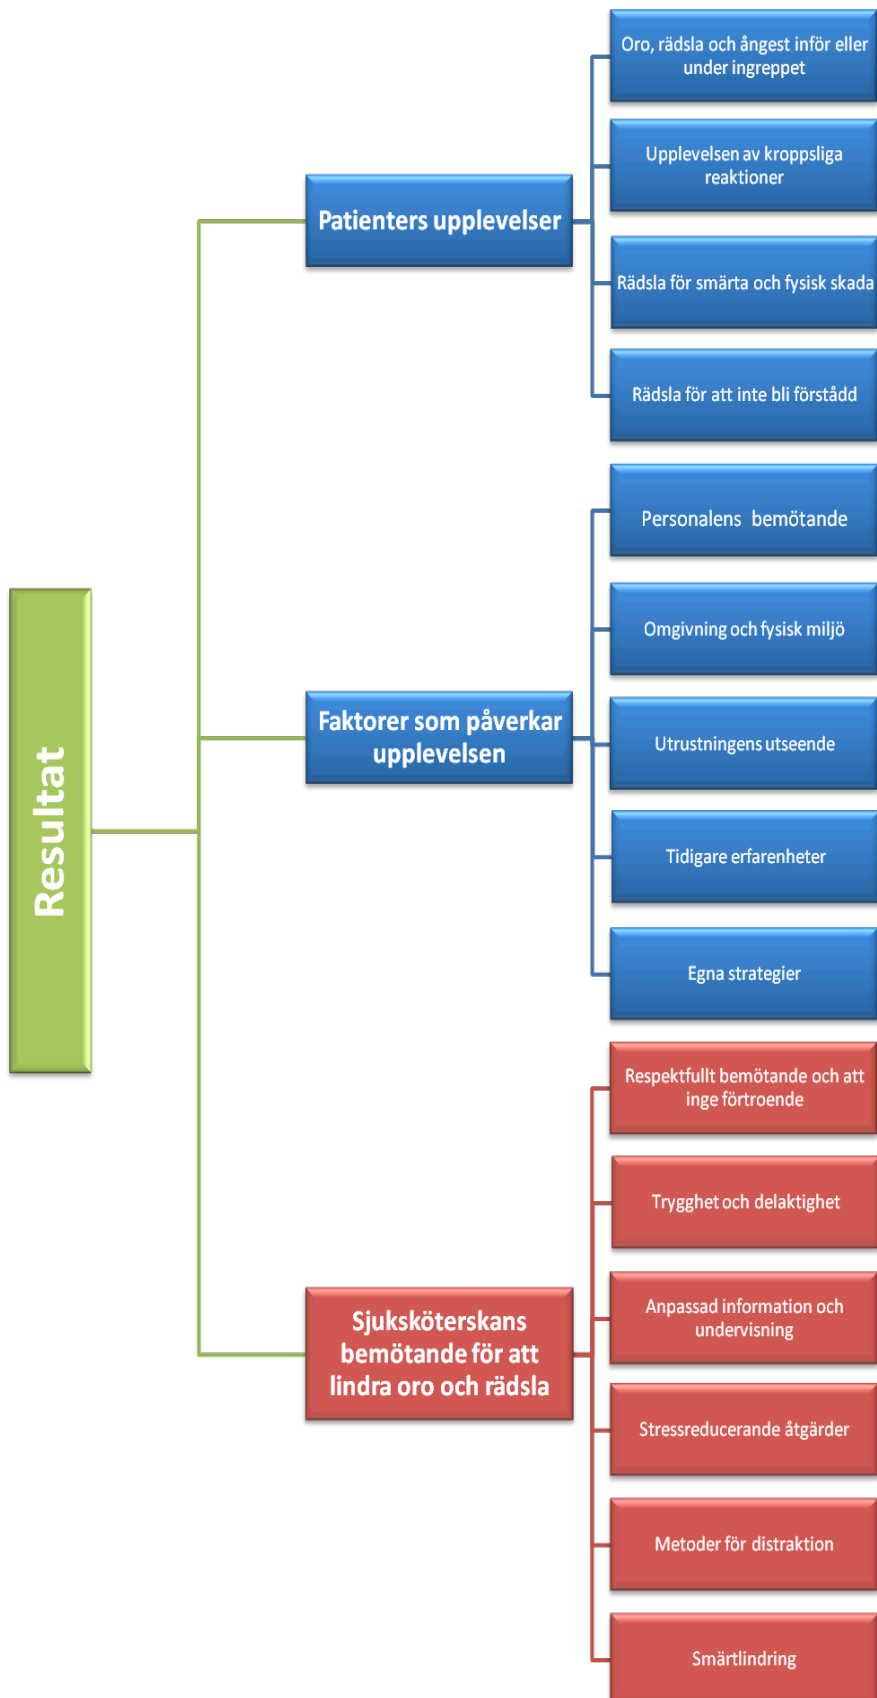 Resultat
Patienters upplevelser
Oro, rädsla och ångest inför eller
under ingreppet
Upplevelsen av kroppsliga
reaktioner
Rädsla för smärta och fysisk skada
Rädsla för att inte bli förstådd
Faktorer som påverkar
upplevelsen
Personalens bemötande
Omgivning och fysisk miljö
Utrustningens utseende
Tidigare erfarenheter
Egna strategier
Sjuksköterskans
bemötande för att
lindra oro och rädsla
Respektfullt bemötande och att
inge förtroende
Trygghet och delaktighet
Anpassad information och
undervisning
Stressreducerande åtgärder
Metoder för distraktion
Smärtlindring